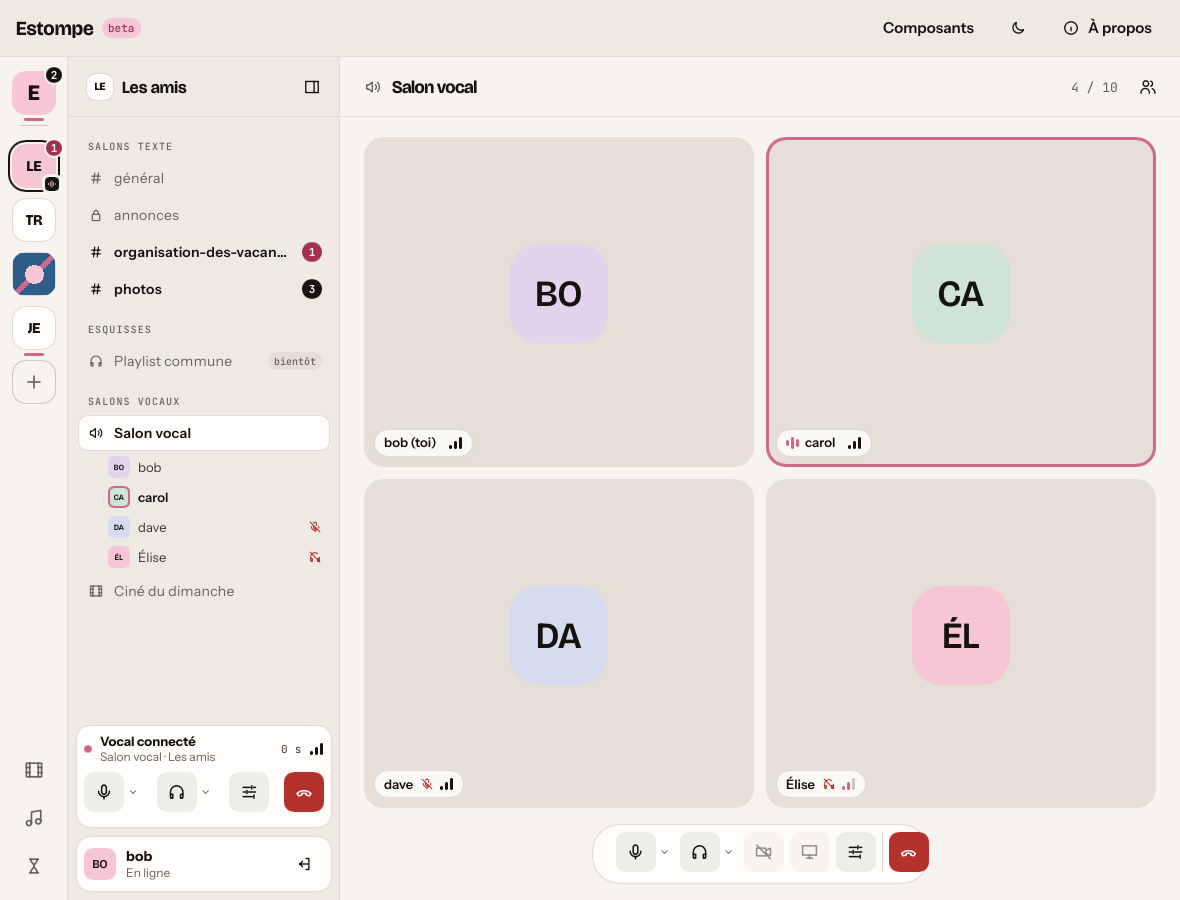 Estompe beta
Composants
À propos
E 2
LE 1
TR
JE
LE Les amis
SALONS TEXTE
# général
annonces
# organisation-des-vacan... 1
# photos 3
ESQUISSES
Playlist commune bientôt
SALONS VOCAUX
Salon vocal
BO bob
CA carol
DA dave
ÉL Élise
Ciné du dimanche
Vocal connecté
Salon vocal · Les amis
0 s
BO bob
En ligne
Salon vocal
4 / 10
BO
bob (toi)
CA
carol
DA
dave
ÉL
Élise